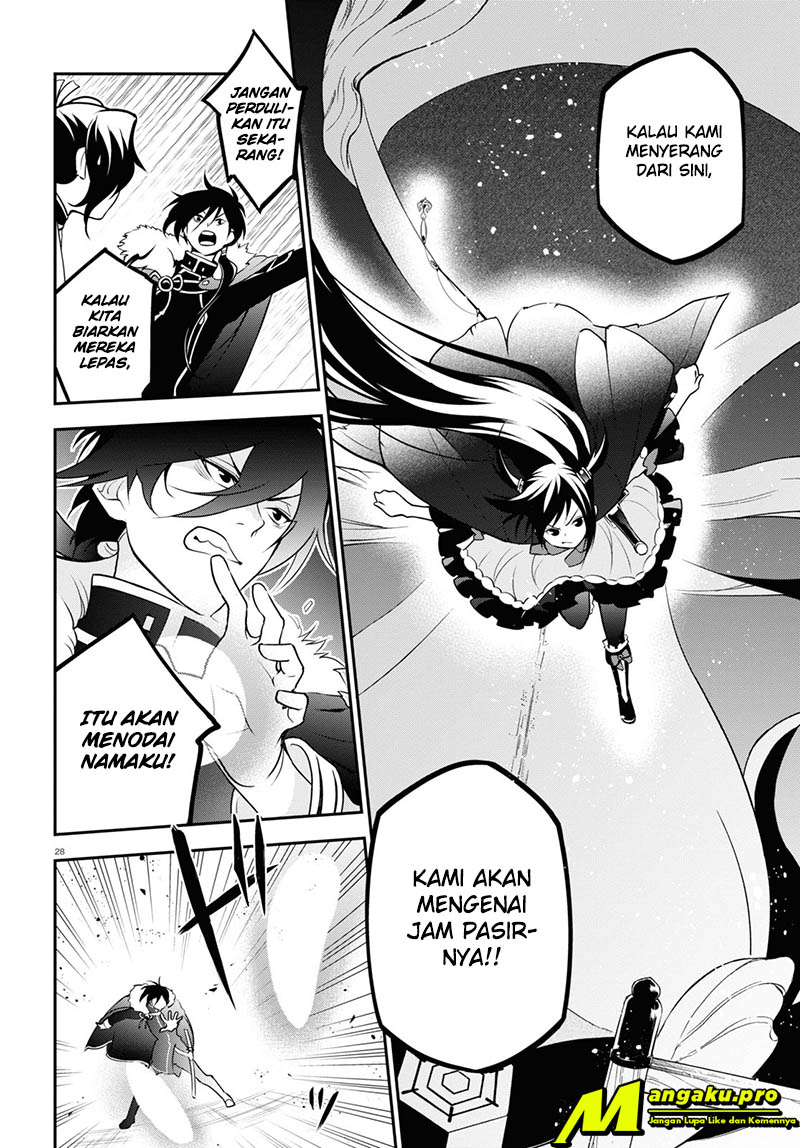 KALAU KAMI
MENYERANG
DARI SINI,
KAMI AKAN
MENGENAI
JAM PASIR-
NYA!!
JANGAN
PERDULI-
KAN ITU
SEKA-
RANG!
KALAU
KITA
BIARKAN
MEREKA
LEPAS,
ITU AKAN
MENODAI
NAMAKU!
28
Mangaku.pro
Jangan Lupa Like dan Komennya